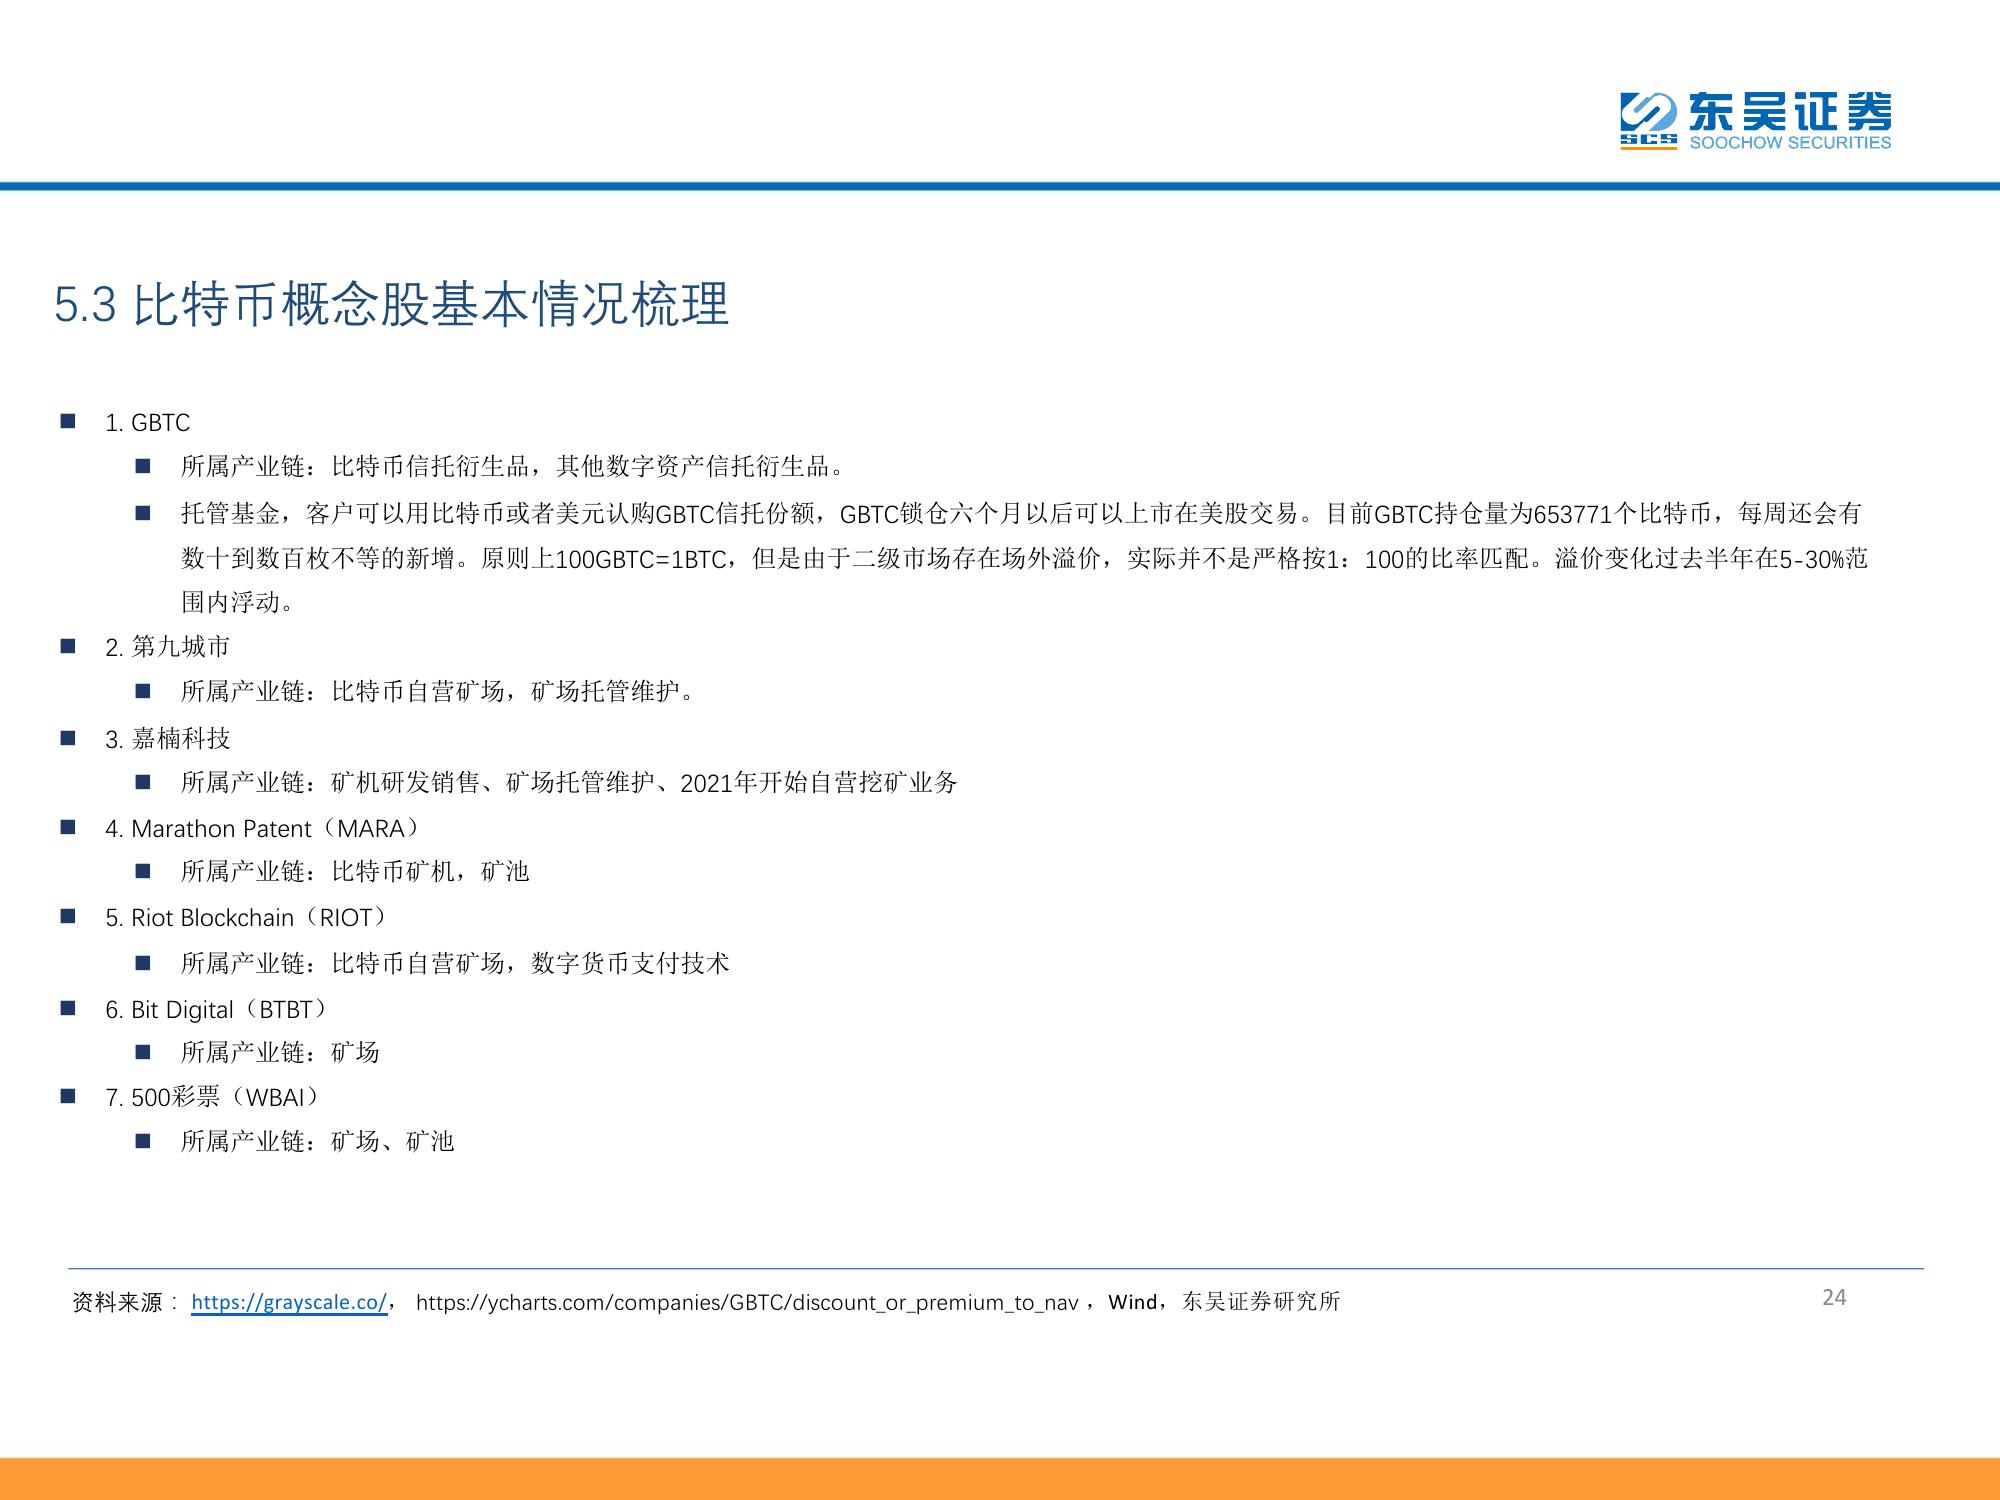 东吴证券
SCS
SOOCHOW SECURITIES
5.3 比特币概念股基本情况梳理
■ 1. GBTC
■ 所属产业链：比特币信托衍生品，其他数字资产信托衍生品。
■ 托管基金，客户可以用比特币或者美元认购GBTC信托份额，GBTC锁仓六个月以后可以上市在美股交易。目前GBTC持仓量为653771个比特币，每周还会有
数十到数百枚不等的新增。原则上100GBTC=1BTC，但是由于二级市场存在场外溢价，实际并不是严格按1：100的比率匹配。溢价变化过去半年在5-30%范
围内浮动。
■ 2. 第九城市
■ 所属产业链：比特币自营矿场，矿场托管维护。
■ 3. 嘉楠科技
■ 所属产业链：矿机研发销售、矿场托管维护、2021年开始自营挖矿业务
■ 4. Marathon Patent（MARA）
■ 所属产业链：比特币矿机，矿池
■ 5. Riot Blockchain（RIOT）
■ 所属产业链：比特币自营矿场，数字货币支付技术
■ 6. Bit Digital（BTBT）
■ 所属产业链：矿场
■ 7. 500彩票（WBAI）
■ 所属产业链：矿场、矿池
资料来源： https://grayscale.co/， https://ycharts.com/companies/GBTC/discount_or_premium_to_nav ，Wind，东吴证券研究所
24